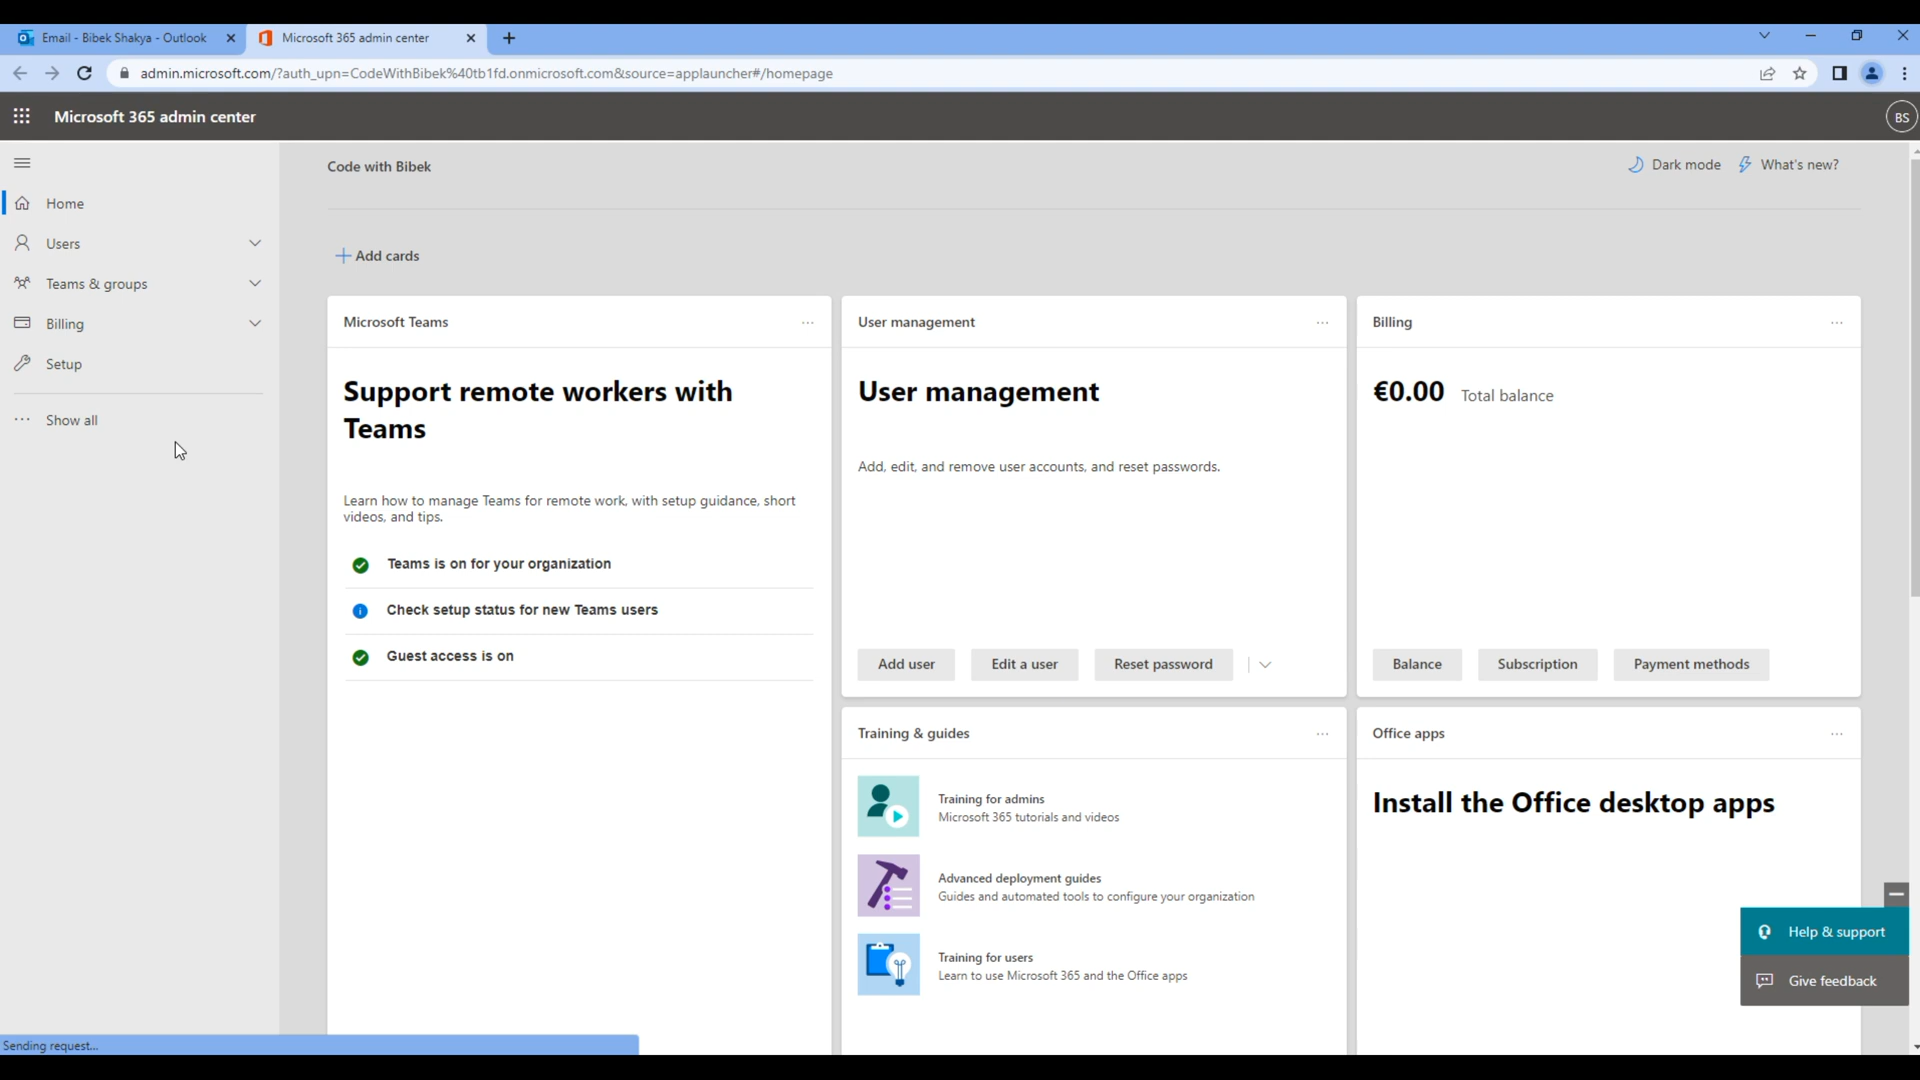 Email - Bibek Shakya - Outlook
Microsoft 365 admin center
admin.microsoft.com/?auth_upn=CodeWithBibek%40tb1fd.onmicrosoft.com&source=applauncher#/homepage
Microsoft 365 admin center
BS
Code with Bibek
Dark mode
What's new?
Home
Users
Teams & groups
Billing
Setup
Show all
Add cards
Microsoft Teams
Support remote workers with
Teams
Learn how to manage Teams for remote work, with setup guidance, short
videos, and tips.
Teams is on for your organization
Check setup status for new Teams users
Guest access is on
User management
User management
Add, edit, and remove user accounts, and reset passwords.
Add user
Edit a user
Reset password
Billing
€0.00 Total balance
Balance
Subscription
Payment methods
Training & guides
Training for admins
Microsoft 365 tutorials and videos
Advanced deployment guides
Guides and automated tools to configure your organization
Training for users
Learn to use Microsoft 365 and the Office apps
Office apps
Install the Office desktop apps
Help & support
Give feedback
Sending request...